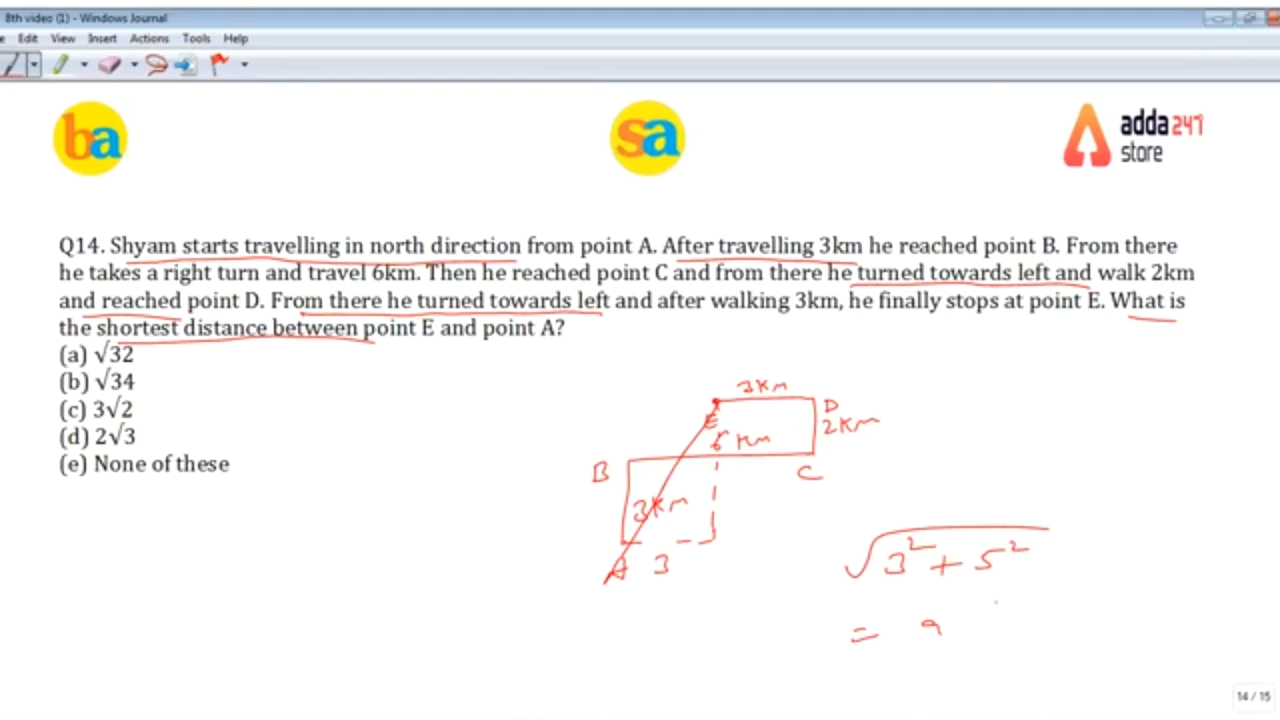 8th video (1) - Windows Journal
e Edit View Insert Actions Tools Help
ba
sa
adda247
store
Q14. Shyam starts travelling in north direction from point A. After travelling 3km he reached point B. From there
he takes a right turn and travel 6km. Then he reached point C and from there he turned towards left and walk 2km
and reached point D. From there he turned towards left and after walking 3km, he finally stops at point E. What is
the shortest distance between point E and point A?
(a) √32
(b) √34
(c) 3√2
(d) 2√3
(e) None of these
3Km
E
D
2Km
6 Km
B
C
3Km
A 3
√3² + 5²
= 9
14 / 15